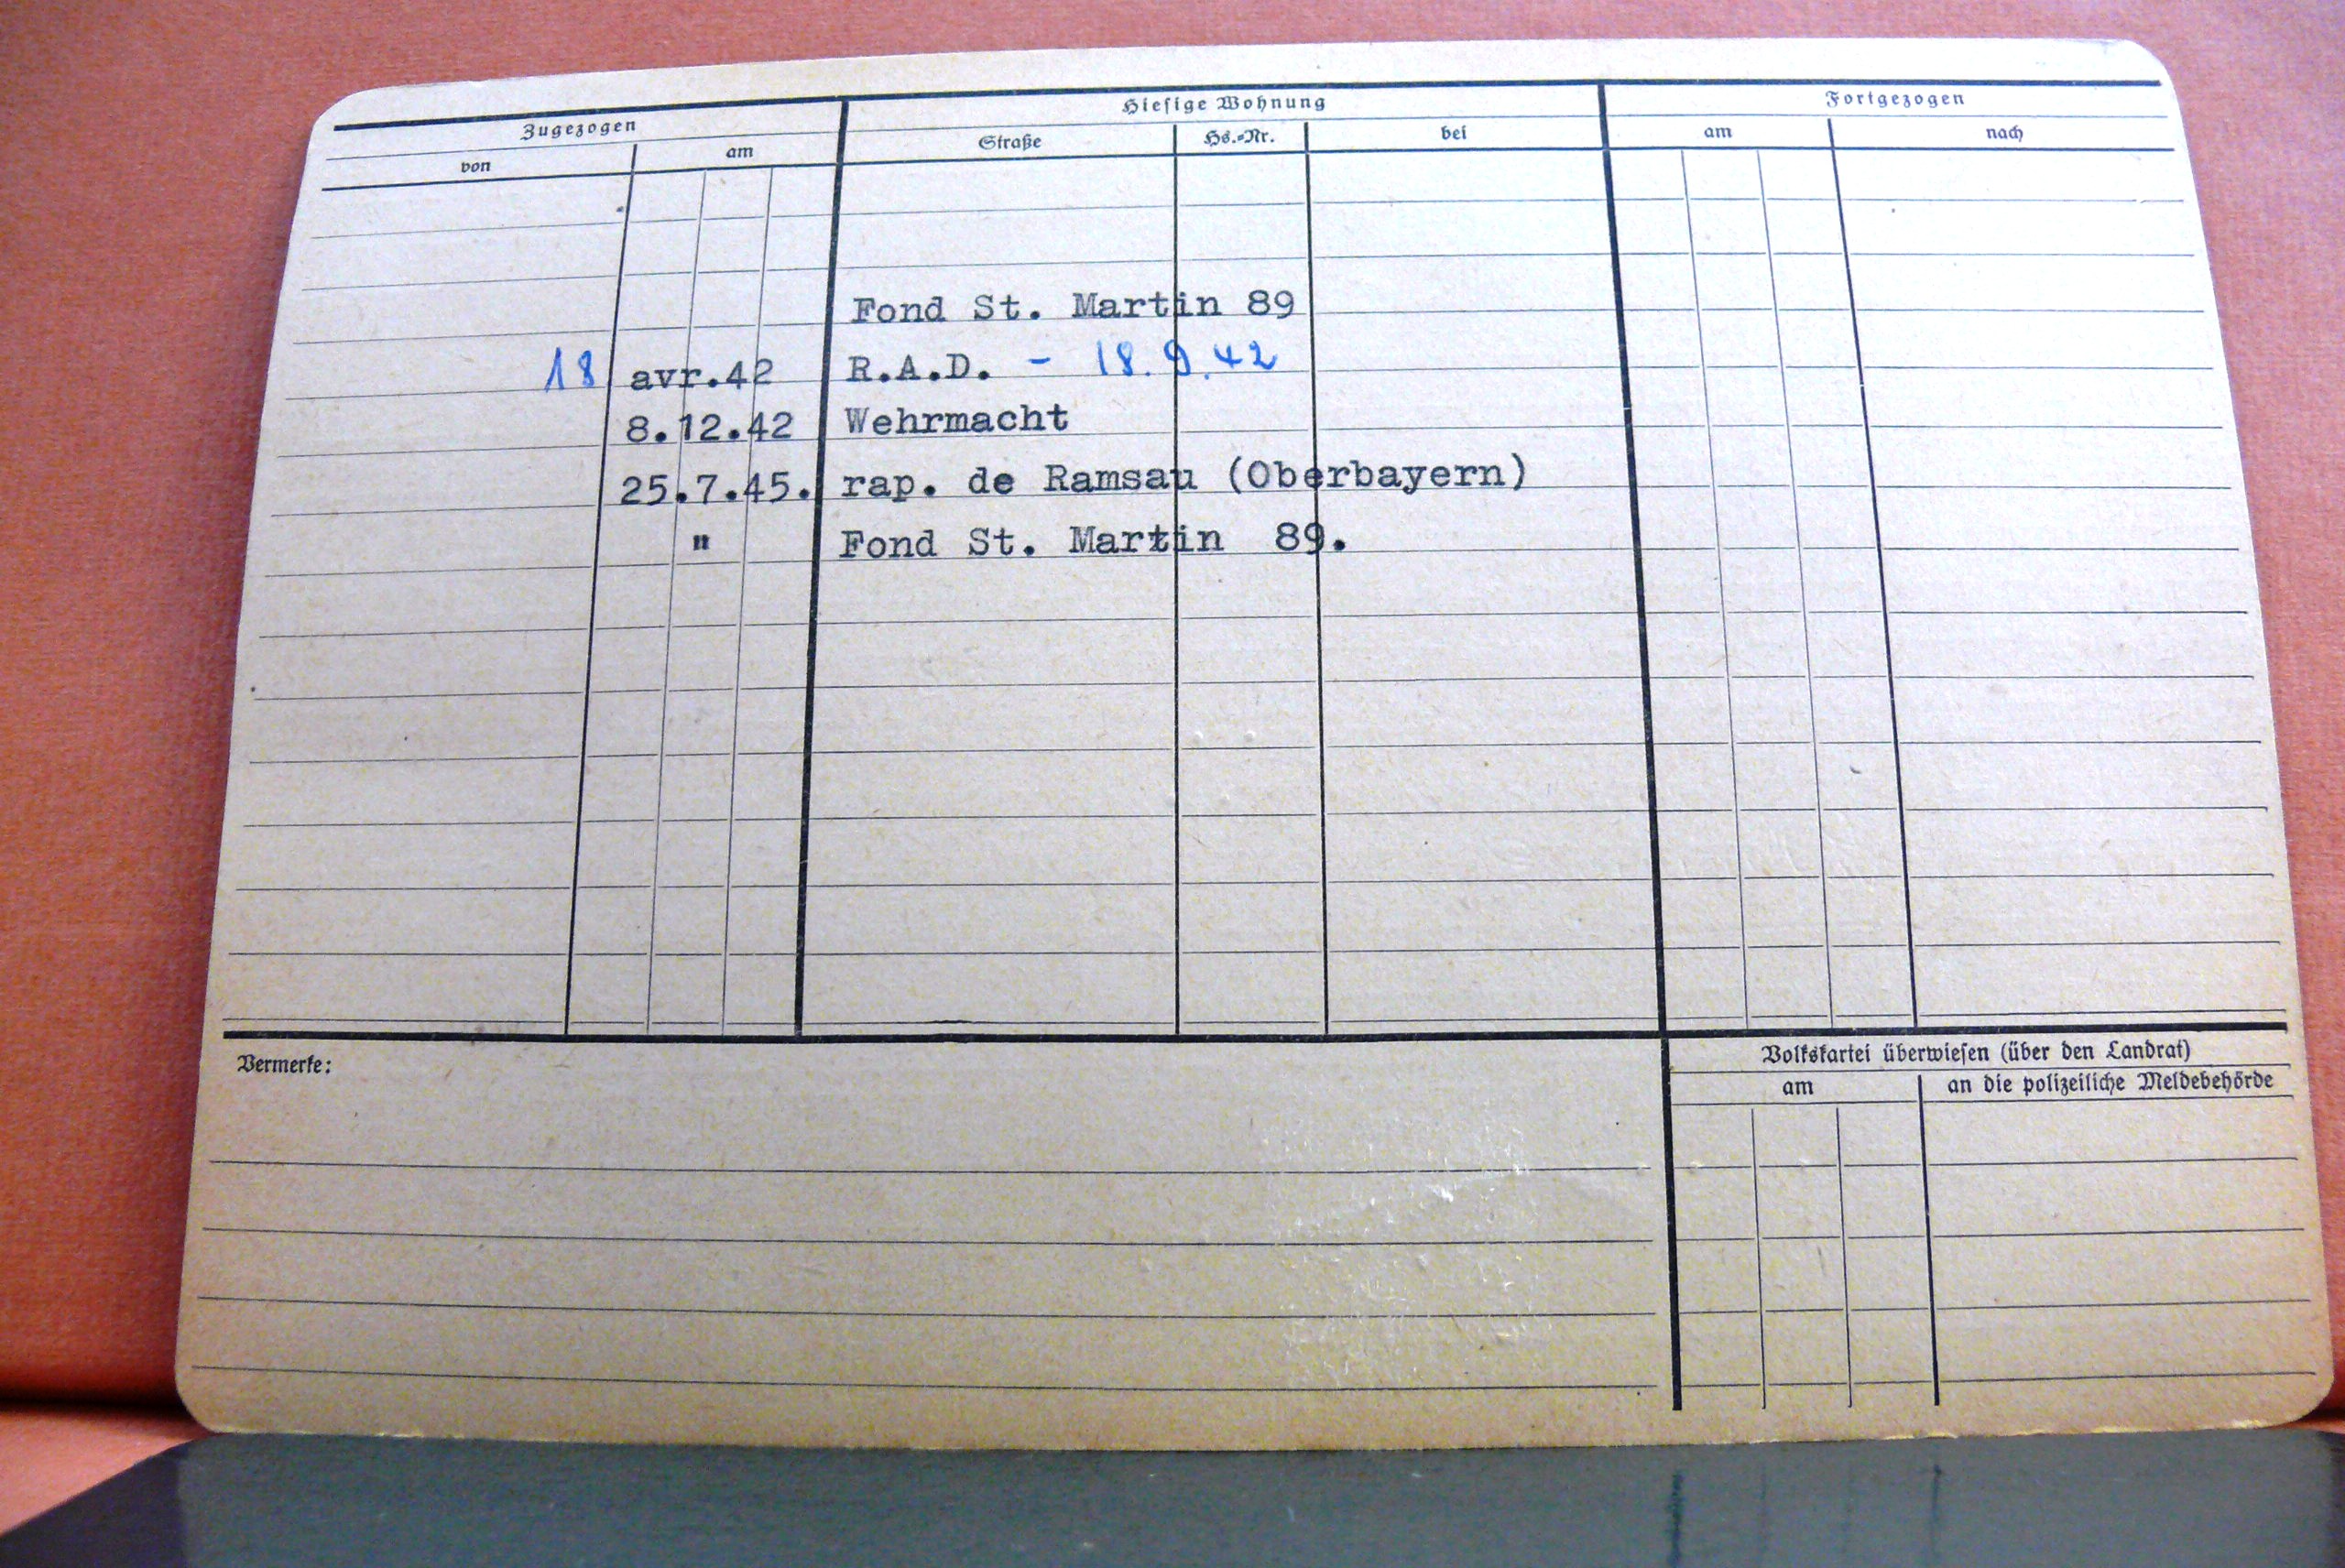 Zugezogen Hiesige Wohnung Fortgezogen
von am Straße Hs.-Nr. bei am nach
Fond St. Martin 89
18 avr.42 R.A.D. - 18.9.42
8.12.42 Wehrmacht
25.7.45. rap. de Ramsau (Oberbayern)
" Fond St. Martin 89.
Vermerke:
Volkskartei überwiesen (über den Landrat)
am an die polizeiliche Meldebehörde